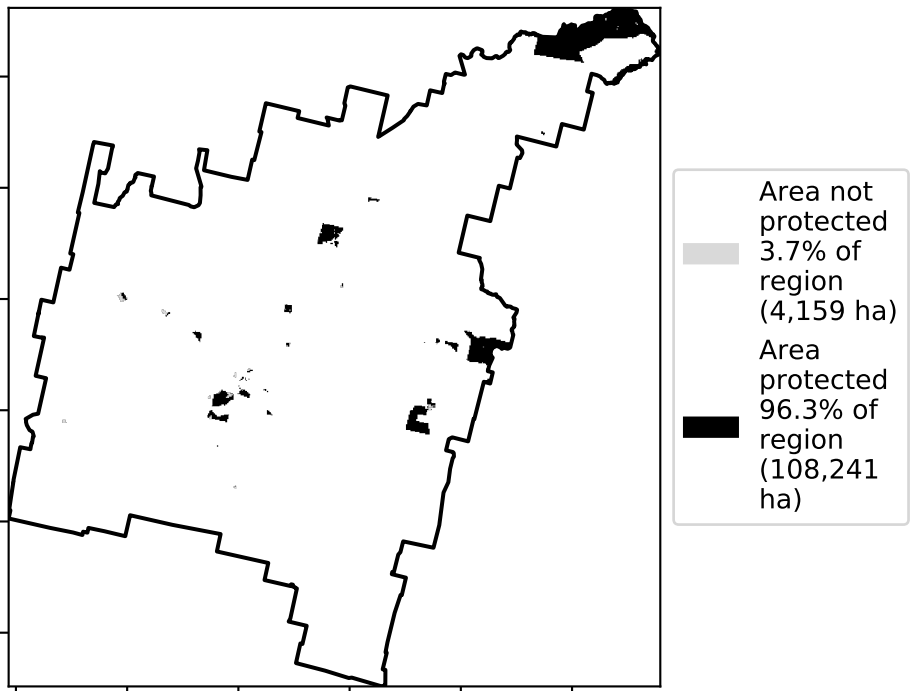 Area not
protected
3.7% of
region
(4,159 ha)
Area
protected
96.3% of
region
(108,241
ha)